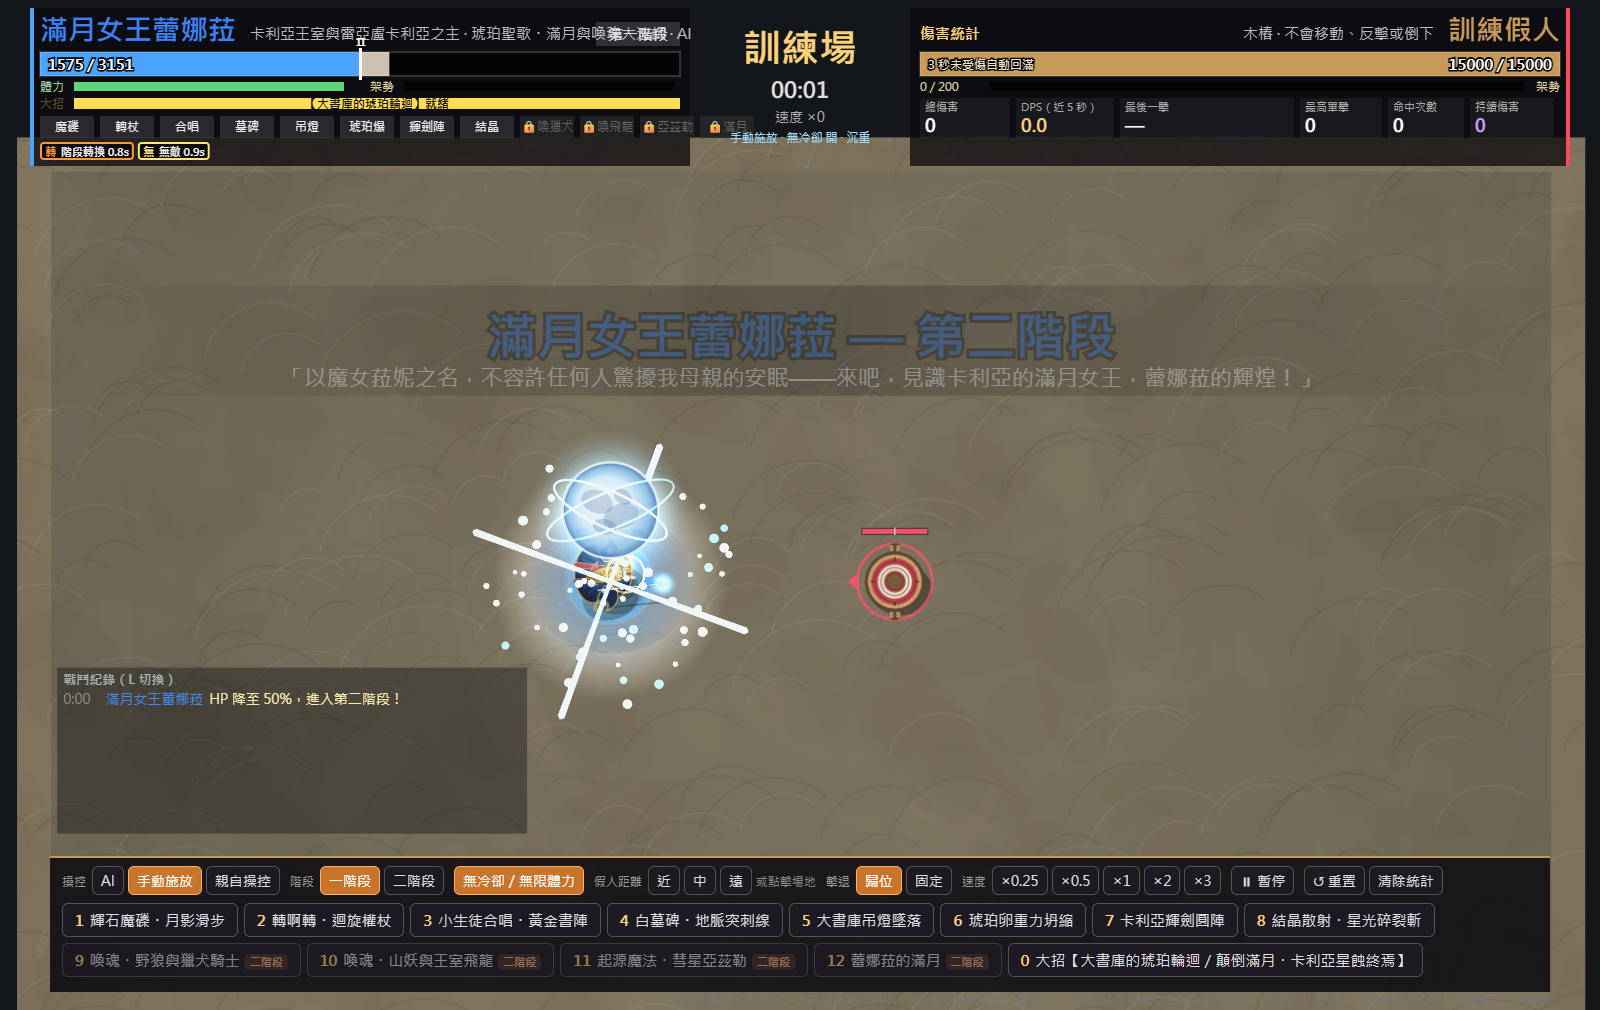 滿月女王蕾娜菈
卡利亞王室與雷亞盧卡利亞之主 · 琥珀聖歌 · 滿月與喚
階段
· AI
II
1575 / 3151
體力
架勢
大招
【大書庫的琥珀輪迴】就緒
魔礫
轉杖
合唱
墓碑
吊燈
琥珀爆
輝劍陣
結晶
喚獵犬
喚飛龍
亞茲勒
滿月
轉 階段轉換 0.8s
無 無敵 0.9s
訓練場
00:01
速度 ×0
手動施放 · 無冷卻 開 · 沉重
傷害統計
木樁 · 不會移動、反擊或倒下
訓練假人
3 秒未受傷自動回滿
15000 / 15000
0 / 200
架勢
總傷害
0
DPS（近 5 秒）
0.0
最後一擊
—
最高單擊
0
命中次數
0
持續傷害
0
滿月女王蕾娜菈 — 第二階段
「以魔女菈妮之名，不容許任何人驚擾我母親的安眠——來吧，見識卡利亞的滿月女王，蕾娜菈的輝煌！」
戰鬥紀錄（L 切換）
0:00 滿月女王蕾娜菈 HP 降至 50%，進入第二階段！
操控
AI
手動施放
親自操控
階段
一階段
二階段
無冷卻 / 無限體力
假人距離
近
中
遠
或點擊場地
擊退
歸位
固定
速度
×0.25
×0.5
×1
×2
×3
⏸ 暫停
↺ 重置
清除統計
1 輝石魔礫 · 月影滑步
2 轉啊轉 · 迴旋權杖
3 小生徒合唱 · 黃金書陣
4 白墓碑 · 地脈突刺線
5 大書庫吊燈墜落
6 琥珀卵重力坍縮
7 卡利亞輝劍圓陣
8 結晶散射 · 星光碎裂斬
9 喚魂 · 野狼與獵犬騎士 二階段
10 喚魂 · 山妖與王室飛龍 二階段
11 起源魔法 · 彗星亞茲勒 二階段
12 蕾娜菈的滿月 二階段
0 大招【大書庫的琥珀輪迴 / 顛倒滿月 · 卡利亞星蝕終焉】